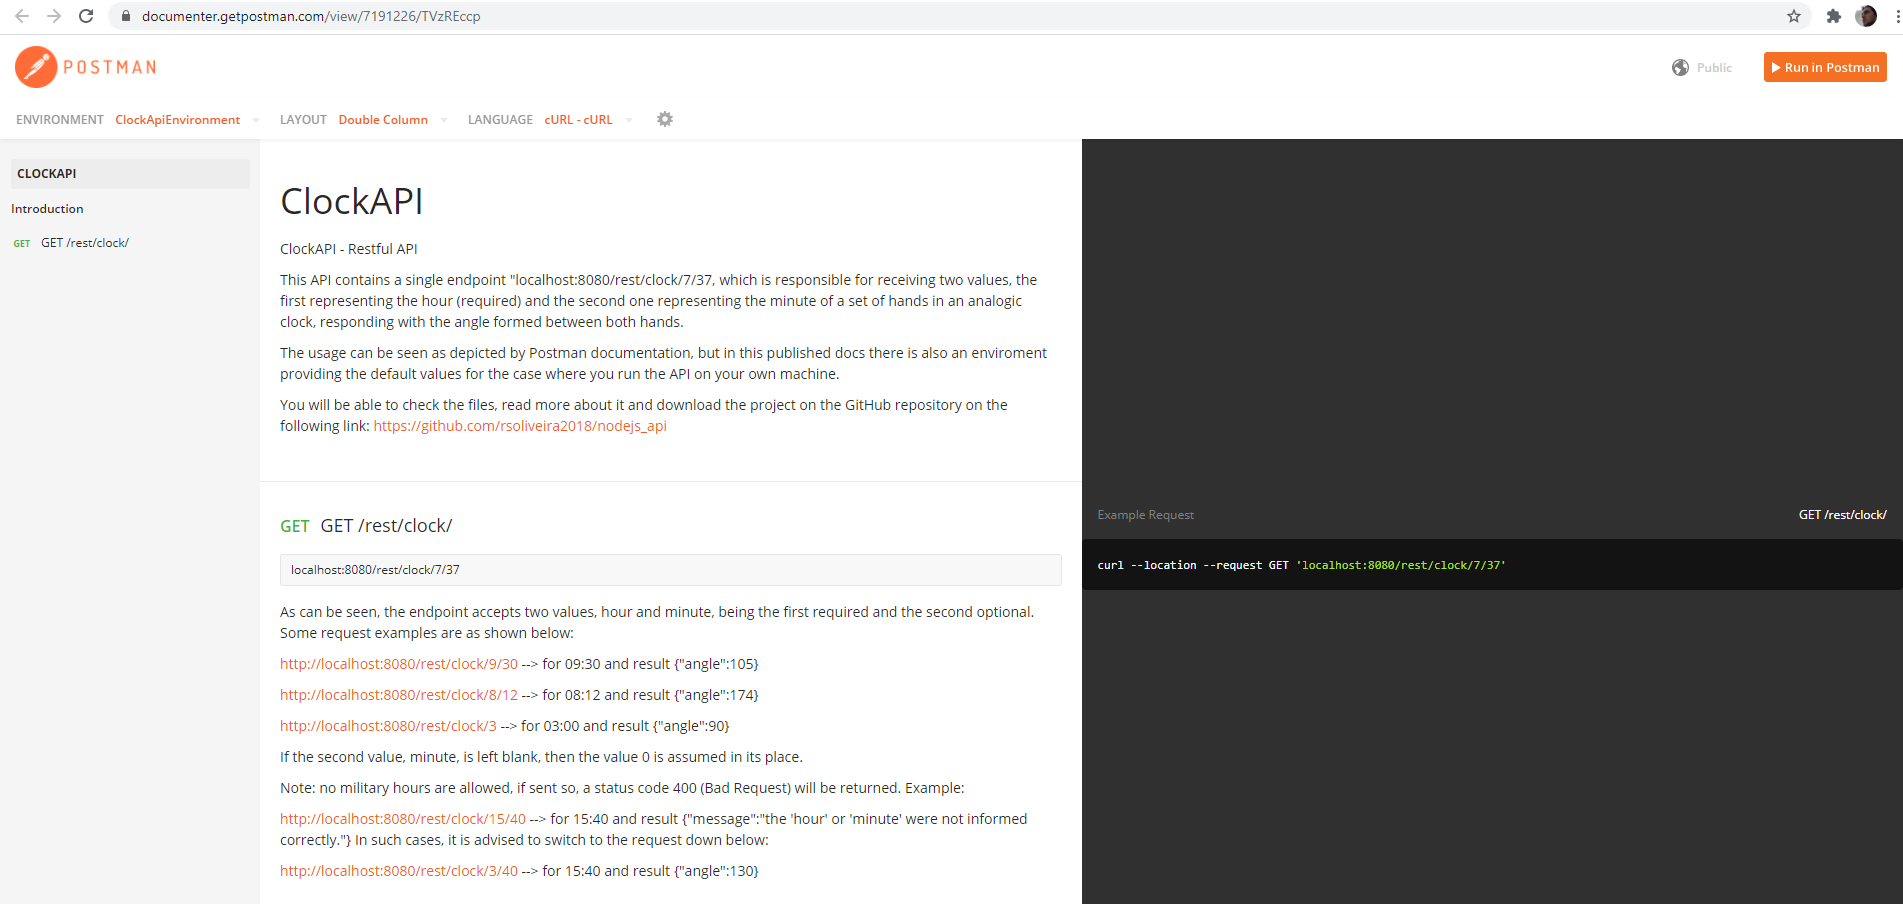 documenter.getpostman.com/view/7191226/TVzREccp
POSTMAN
Public
Run in Postman
ENVIRONMENT ClockApiEnvironment LAYOUT Double Column LANGUAGE cURL - cURL
CLOCKAPI
Introduction
GET GET /rest/clock/
ClockAPI
ClockAPI - Restful API
This API contains a single endpoint "localhost:8080/rest/clock/7/37, which is responsible for receiving two values, the
first representing the hour (required) and the second one representing the minute of a set of hands in an analogic
clock, responding with the angle formed between both hands.
The usage can be seen as depicted by Postman documentation, but in this published docs there is also an enviroment
providing the default values for the case where you run the API on your own machine.
You will be able to check the files, read more about it and download the project on the GitHub repository on the
following link: https://github.com/rsoliveira2018/nodejs_api
GET GET /rest/clock/
localhost:8080/rest/clock/7/37
As can be seen, the endpoint accepts two values, hour and minute, being the first required and the second optional.
Some request examples are as shown below:
http://localhost:8080/rest/clock/9/30 --> for 09:30 and result {"angle":105}
http://localhost:8080/rest/clock/8/12 --> for 08:12 and result {"angle":174}
http://localhost:8080/rest/clock/3 --> for 03:00 and result {"angle":90}
If the second value, minute, is left blank, then the value 0 is assumed in its place.
Note: no military hours are allowed, if sent so, a status code 400 (Bad Request) will be returned. Example:
http://localhost:8080/rest/clock/15/40 --> for 15:40 and result {"message":"the 'hour' or 'minute' were not informed
correctly."} In such cases, it is advised to switch to the request down below:
http://localhost:8080/rest/clock/3/40 --> for 15:40 and result {"angle":130}
Example Request
GET /rest/clock/
curl --location --request GET 'localhost:8080/rest/clock/7/37'